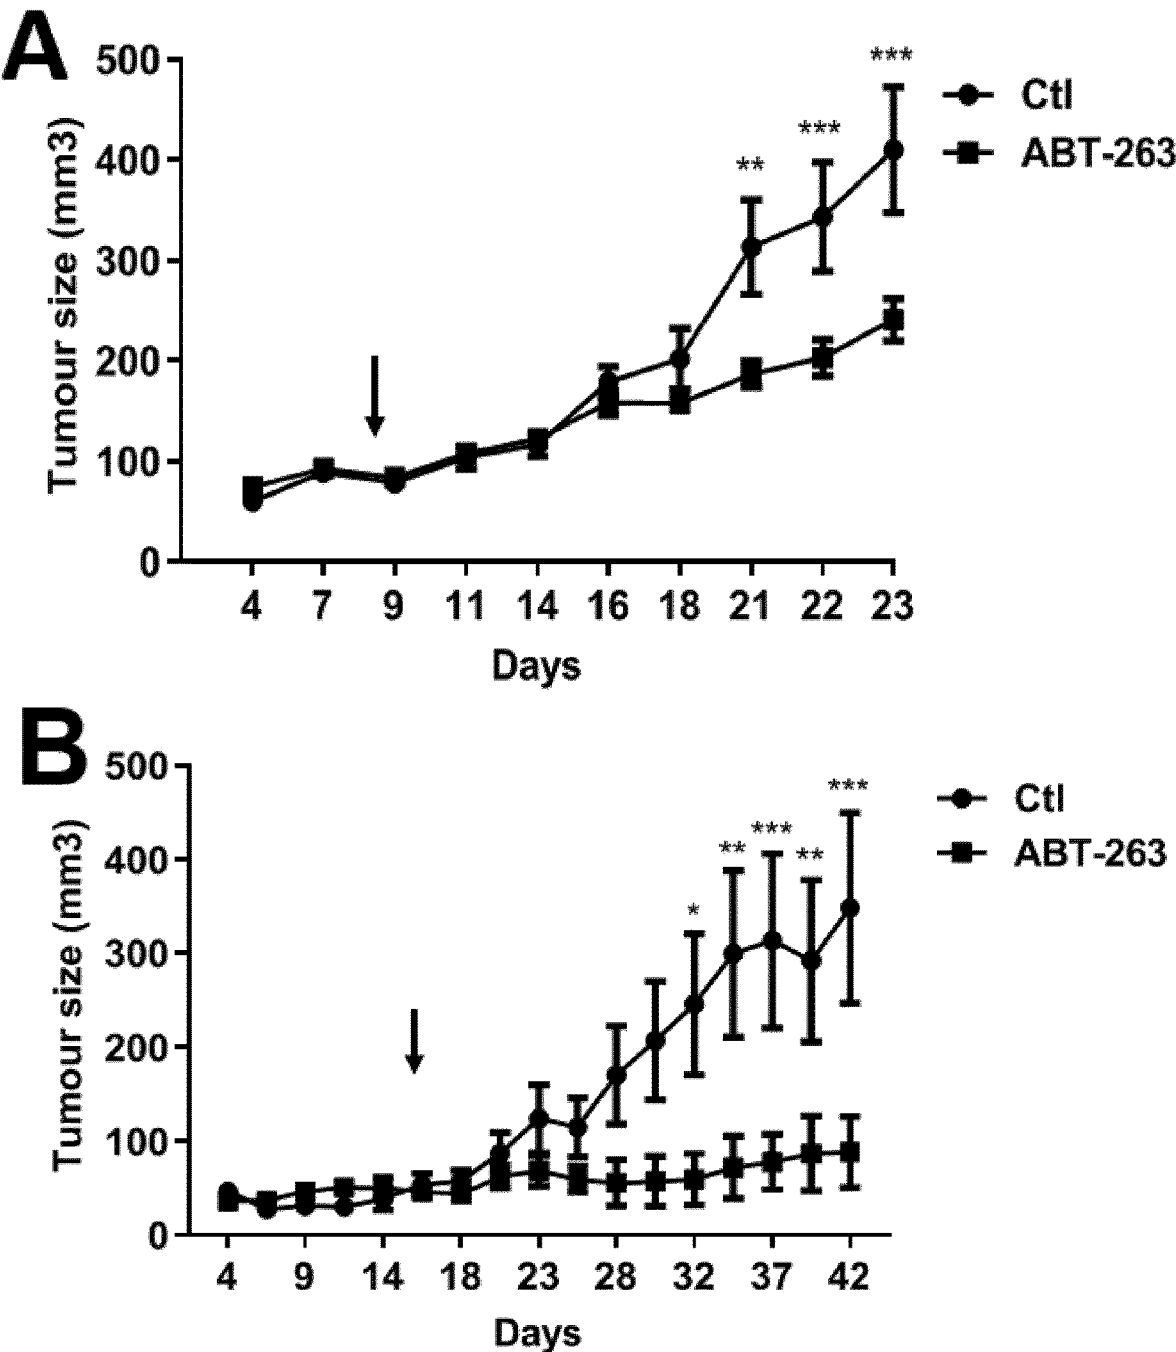 A
500
400
300
200
100
0
Tumour size (mm3)
**
***
***
Ctl
ABT-263
4 7 9 11 14 16 18 21 22 23
Days
B
500
400
300
200
100
0
Tumour size (mm3)
*
**
***
**
***
Ctl
ABT-263
4 9 14 18 23 28 32 37 42
Days